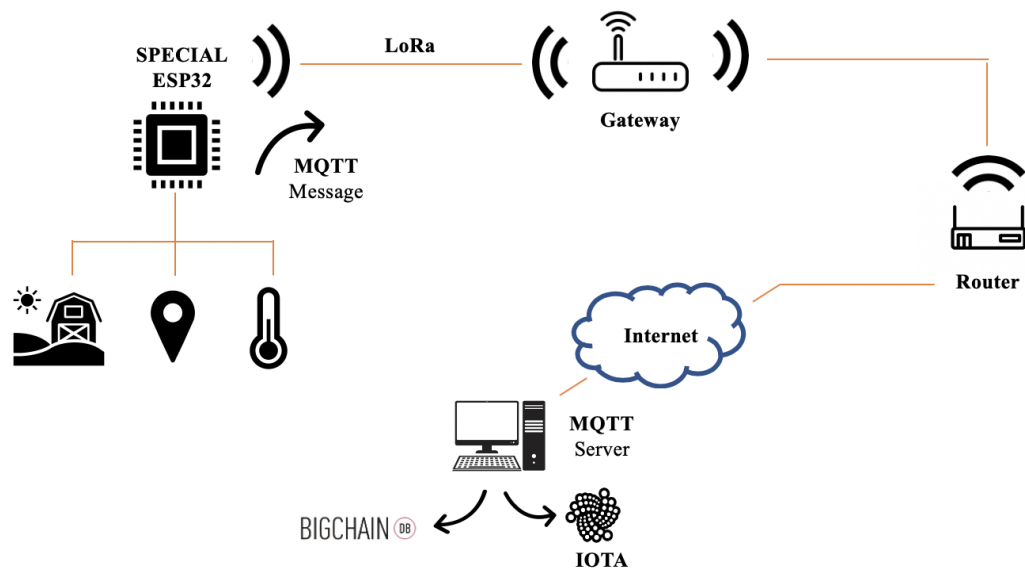 SPECIAL
ESP32
LoRa
Gateway
MQTT
Message
Router
Internet
MQTT
Server
BIGCHAIN DB
IOTA